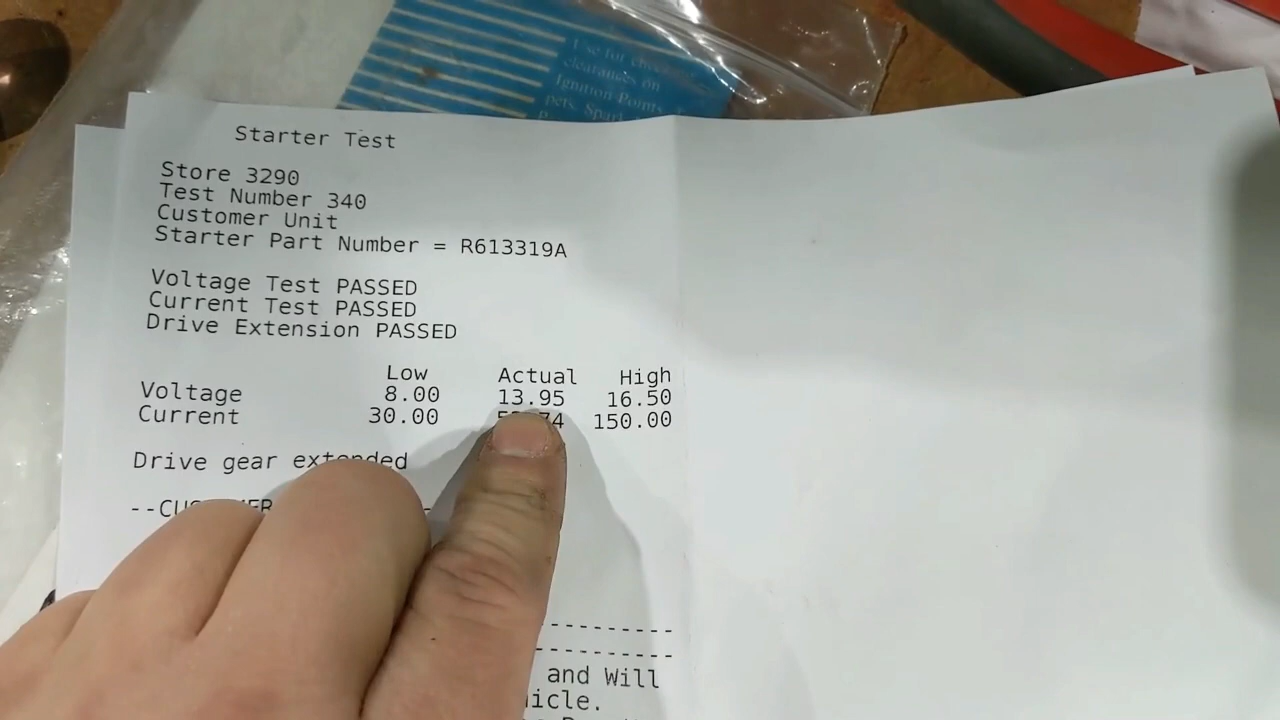 Use for checking
clearances on
Ignition Points
Starter Test
Store 3290
Test Number 340
Customer Unit
Starter Part Number = R613319A
Voltage Test PASSED
Current Test PASSED
Drive Extension PASSED
Low Actual High
Voltage 8.00 13.95 16.50
Current 30.00 150.00
Drive gear extended
and Will